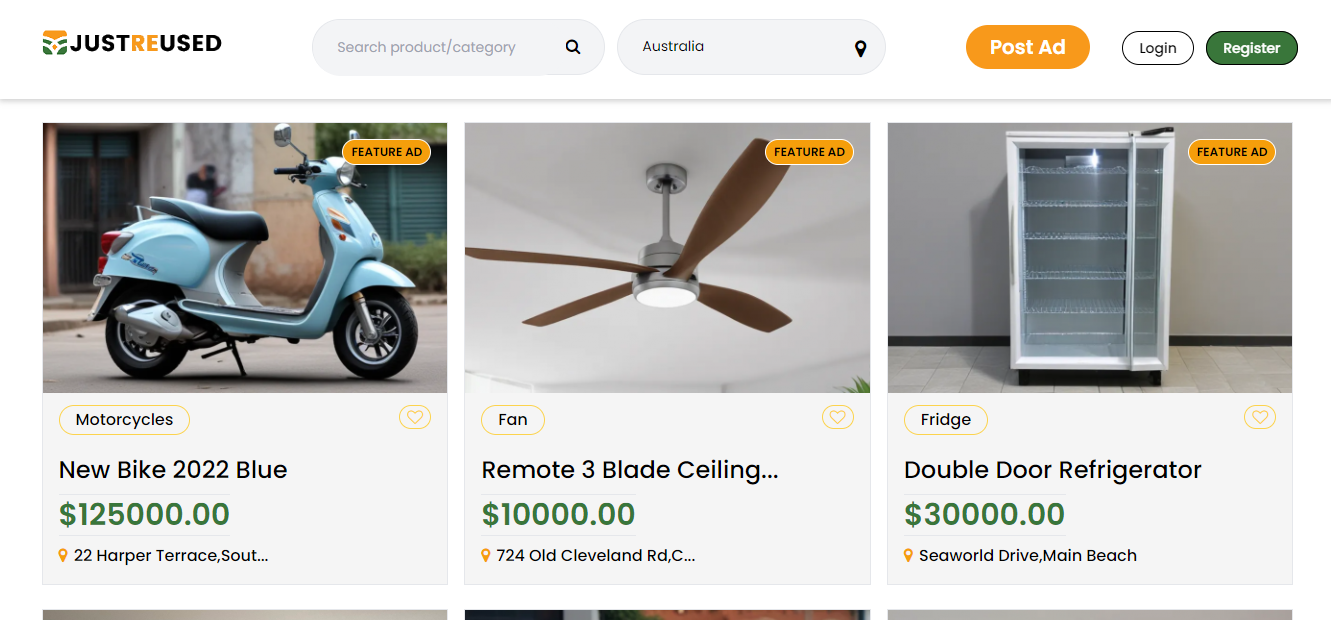 JUSTREUSED
Search product/category
Australia
Post Ad
Login
Register
FEATURE AD
FEATURE AD
FEATURE AD
Motorcycles
New Bike 2022 Blue
$125000.00
22 Harper Terrace,Sout...
Fan
Remote 3 Blade Ceiling...
$10000.00
724 Old Cleveland Rd,C...
Fridge
Double Door Refrigerator
$30000.00
Seaworld Drive,Main Beach